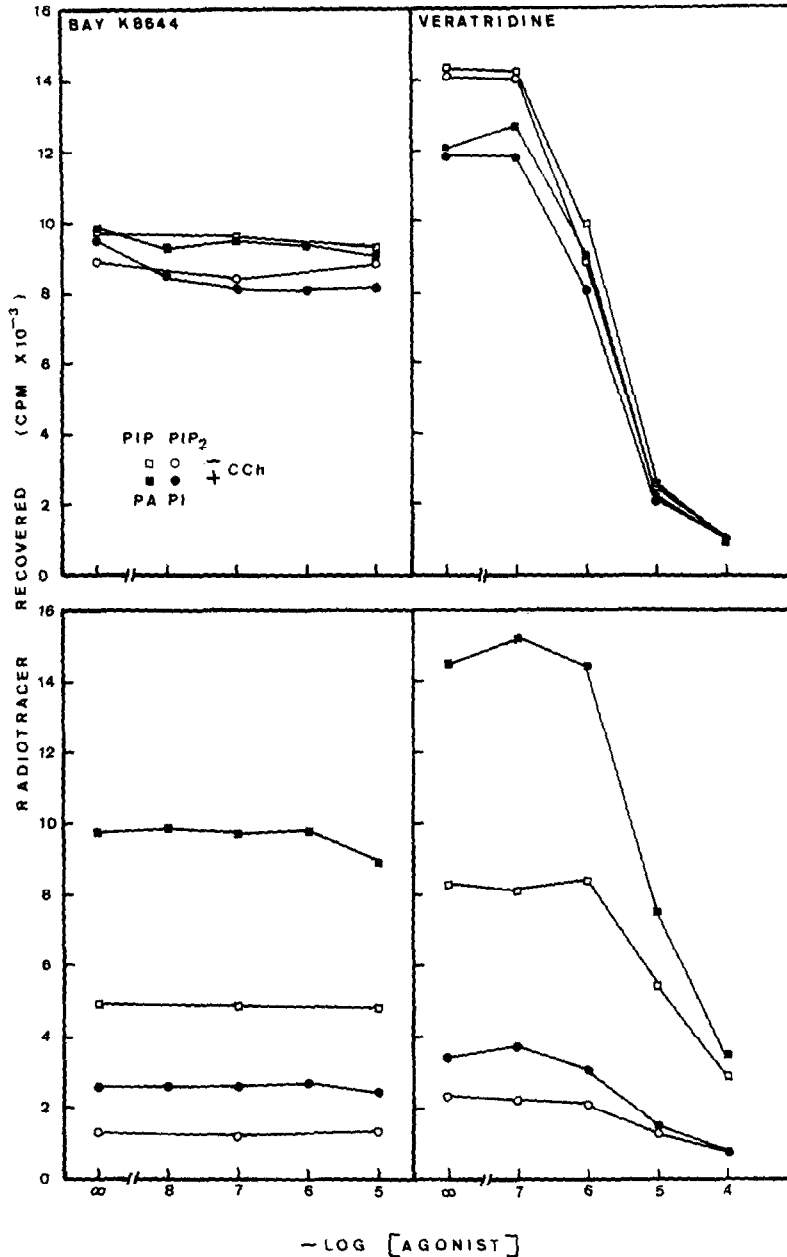 BAY K8644
VERATRIDINE
16
14
12
10
8
6
4
2
0
PIP PIP₂
− CCh
+
PA PI
16
14
12
10
8
6
4
2
0
∞ 8 7 6 5
∞ 7 6 5 4
RADIOTRACER RECOVERED (CPM X10⁻³)
−LOG [AGONIST]